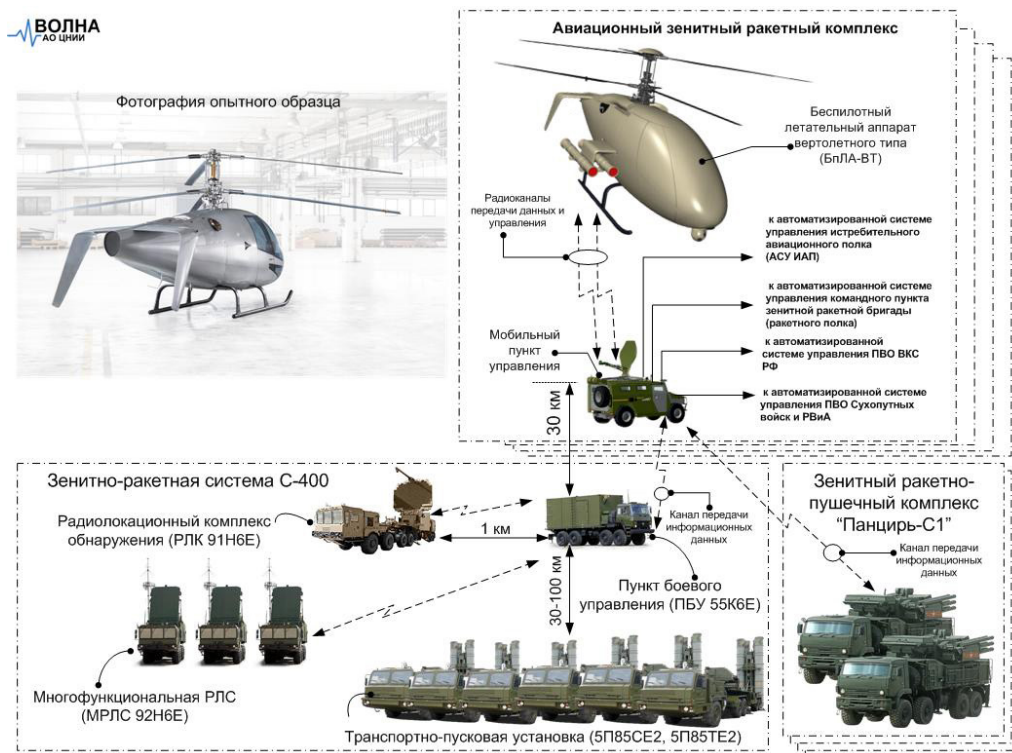 ВОЛНА
АО ЦНИИ
Фотография опытного образца
Авиационный зенитный ракетный комплекс
Беспилотный
летательный аппарат
вертолетного типа
(БпЛА-ВТ)
Радиоканалы
передачи данных и
управления
к автоматизированной системе
управления истребительного
авиационного полка
(АСУ ИАП)
к автоматизированной системе
управления командного пункта
зенитной ракетной бригады
(ракетного полка)
к автоматизированной
системе управления ПВО ВКС
РФ
к автоматизированной системе
управления ПВО Сухопутных
войск и РВиА
Мобильный
пункт
управления
30 км
Зенитно-ракетная система С-400
Радиолокационный комплекс
обнаружения (РЛК 91Н6Е)
1 км
Канал передачи
информационных
данных
Пункт боевого
управления (ПБУ 55К6Е)
30-100 км
Многофункциональная РЛС
(МРЛС 92Н6Е)
Транспортно-пусковая установка (5П85СЕ2, 5П85ТЕ2)
Зенитный ракетно-
пушечный комплекс
“Панцирь-С1”
Канал передачи
информационных
данных